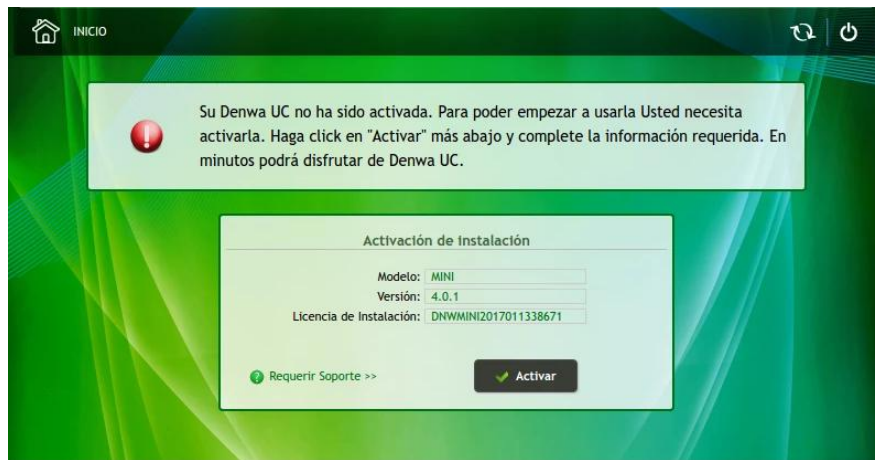 INICIO
Su Denwa UC no ha sido activada. Para poder empezar a usarla Usted necesita
activarla. Haga click en "Activar" más abajo y complete la información requerida. En
minutos podrá disfrutar de Denwa UC.
Activación de instalación
Modelo: MINI
Versión: 4.0.1
Licencia de Instalación: DNWMINI2017011338671
Requerir Soporte >>
Activar